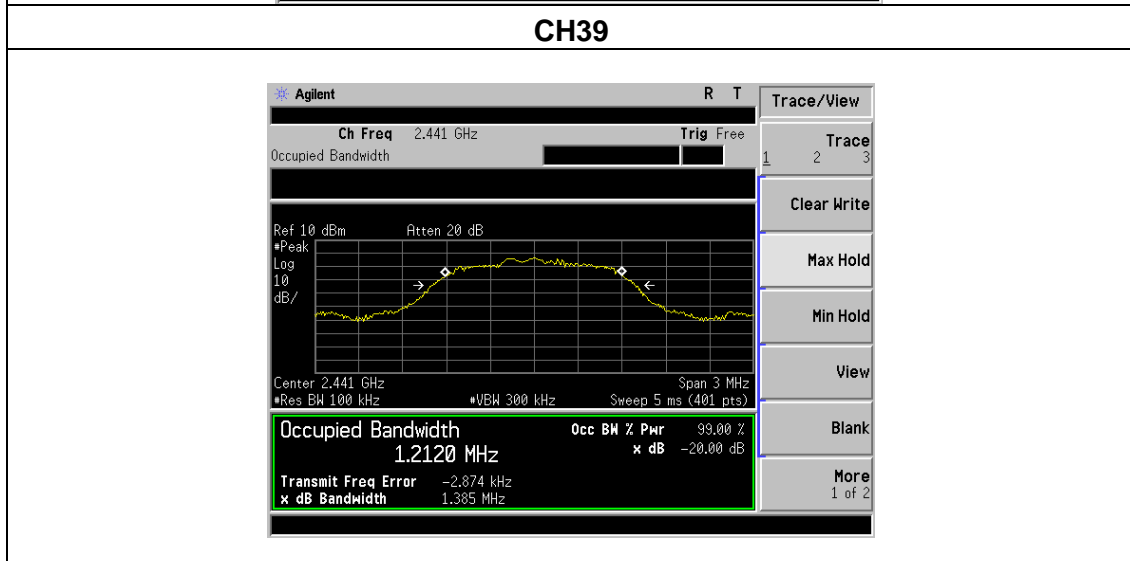 CH39
Agilent R T
Trace/View
Ch Freq 2.441 GHz Trig Free
Occupied Bandwidth
Trace
1 2 3
Clear Write
Ref 10 dBm Atten 20 dB
#Peak
Log
10
dB/
Max Hold
Min Hold
View
Center 2.441 GHz Span 3 MHz
#Res BW 100 kHz #VBW 300 kHz Sweep 5 ms (401 pts)
Occupied Bandwidth Occ BW % Pwr 99.00 %
1.2120 MHz x dB -20.00 dB
Blank
Transmit Freq Error -2.874 kHz
x dB Bandwidth 1.385 MHz
More
1 of 2